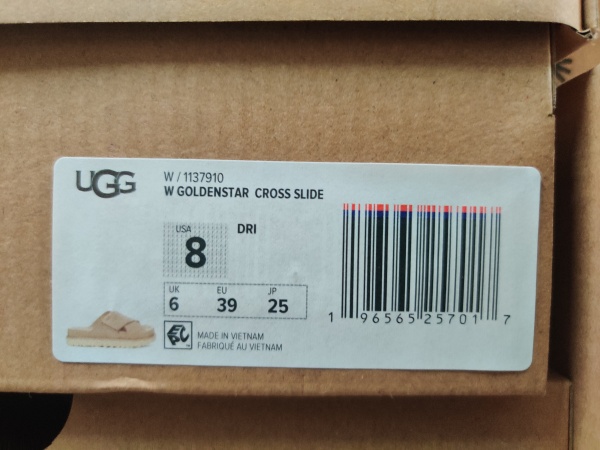 UGG
W / 1137910
W GOLDENSTAR CROSS SLIDE
USA
8
DRI
UK EU JP
6 39 25
MADE IN VIETNAM
FABRIQUÉ AU VIETNAM
1 96565 25701 7